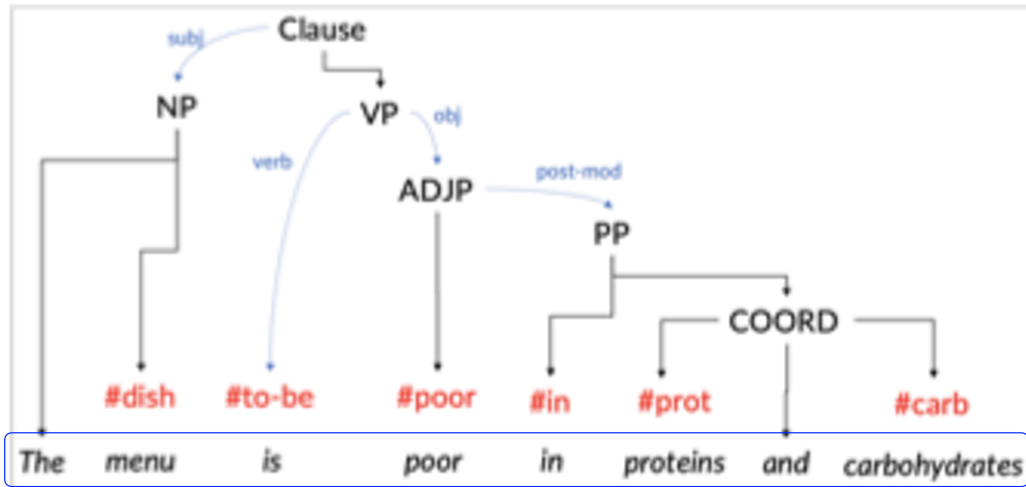 Clause
subj
NP
VP
obj
verb
ADJP
post-mod
PP
COORD
#dish #to-be #poor #in #prot #carb
The menu is poor in proteins and carbohydrates